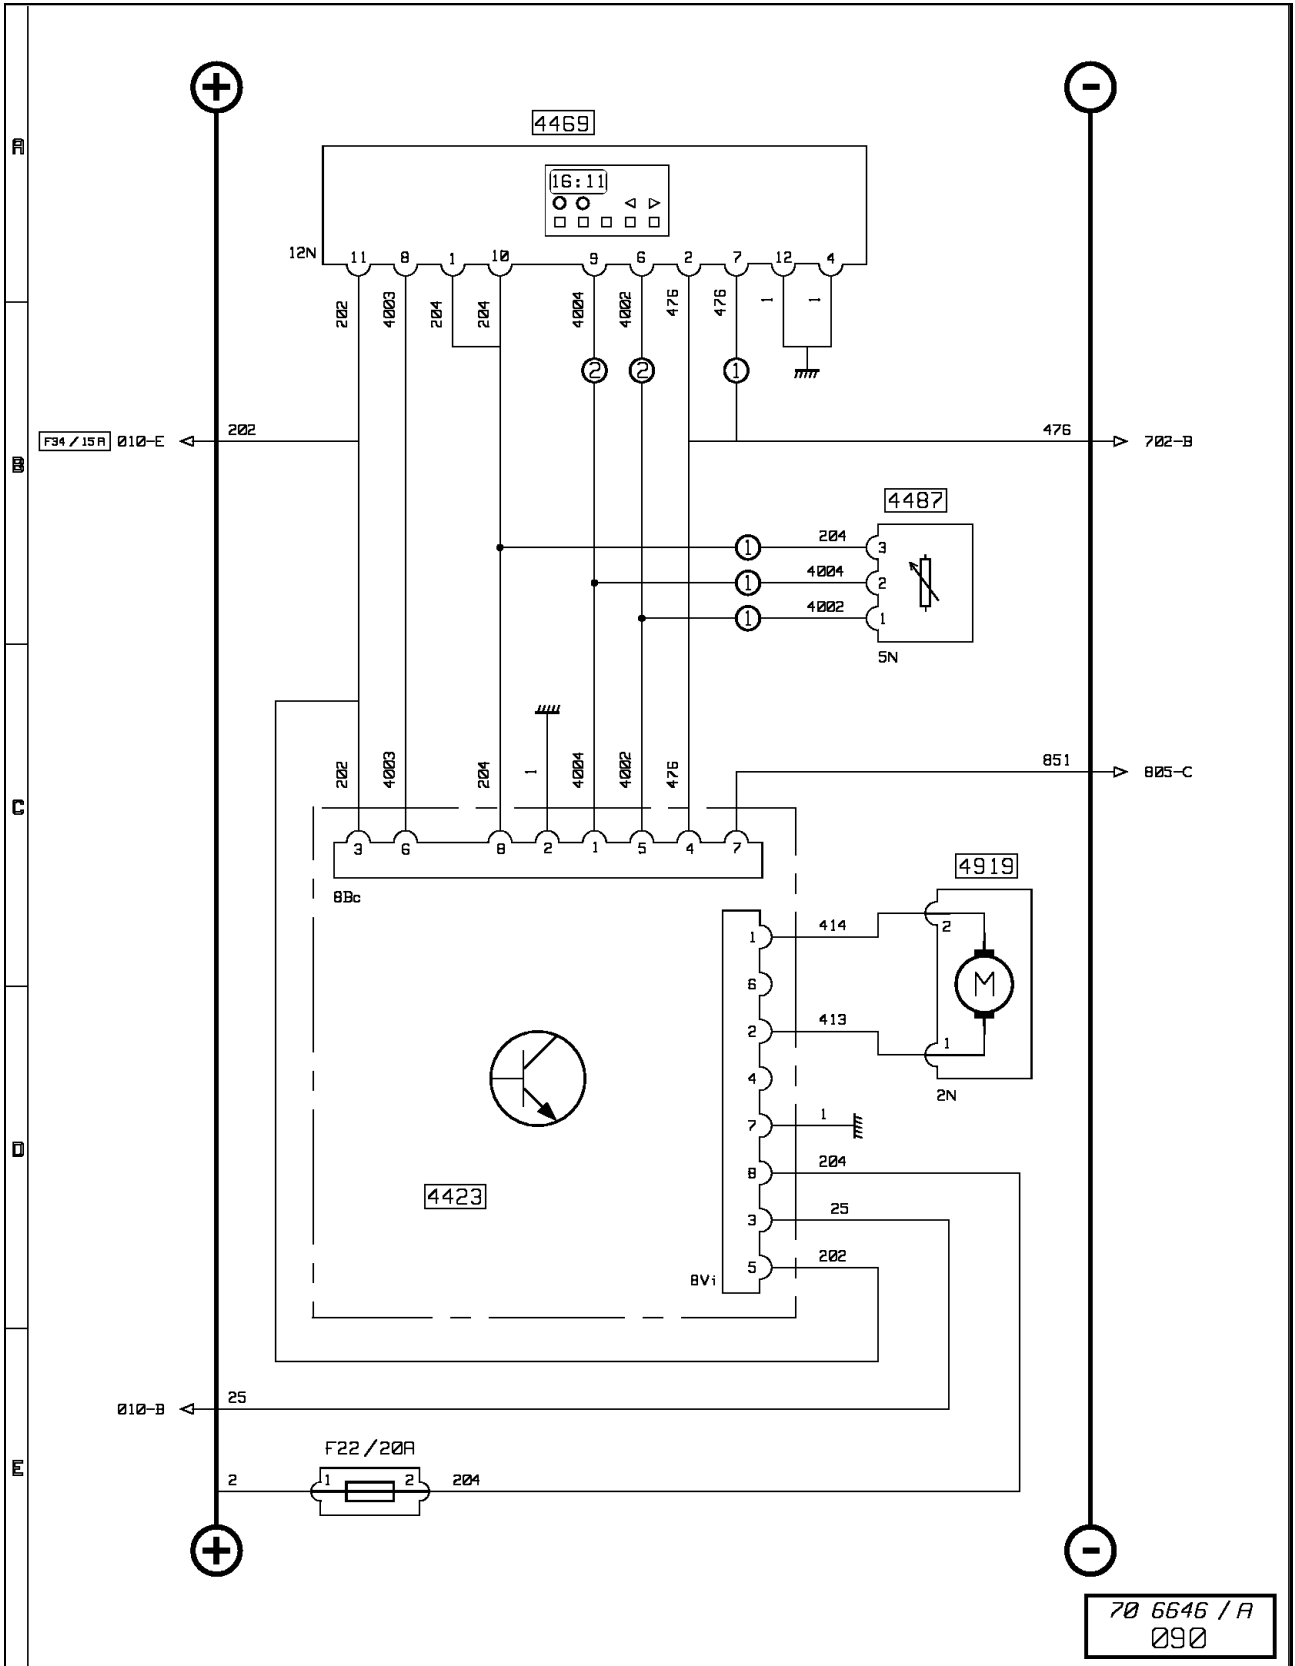 + -
4469
A
16:11
12N 11 8 1 10 9 6 2 7 12 4
202 4003 204 204 4004 4002 476 476 1 1
2 2 1
F34 / 15A 010-E 202 476 702-B
B
4487
1 204 3
1 4004 2
1 4002 1
5N
202 4003 204 1 4004 4002 476
851 805-C
C
3 6 8 2 1 5 4 7
8Bc
4919
1 414 2
6 M
2 413 1
4
2N
7 1
D
8 204
4423
3 25
5 202
8Vi
010-B 25
F22 / 20A
E
2 1 2 204
+ -
70 6646 / A
090